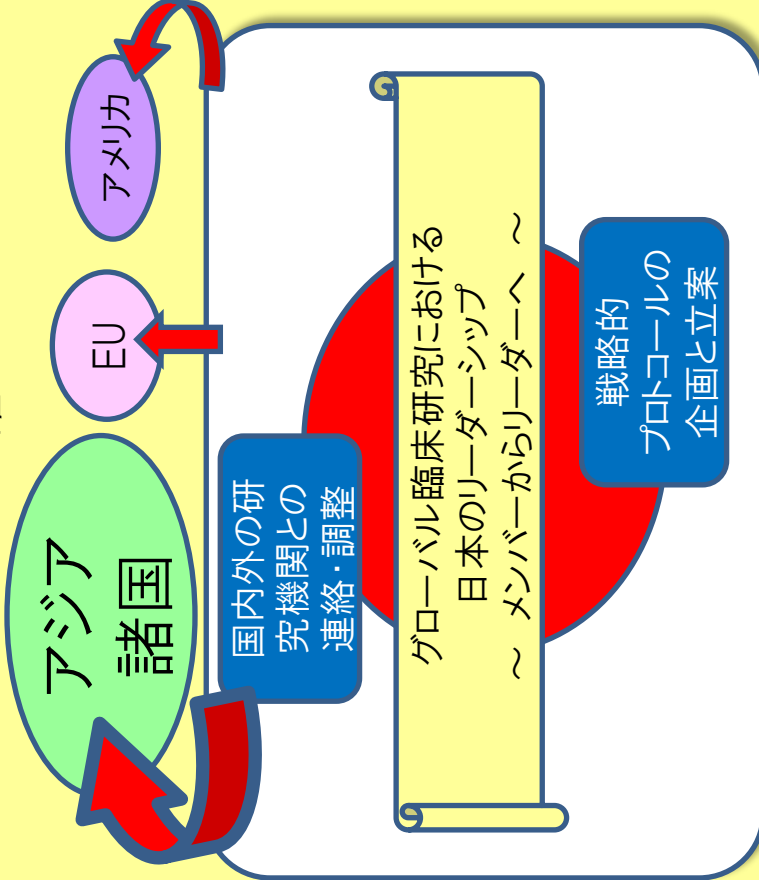 アジア
諸国
EU
アメリカ
国内外の研
究機関との
連絡・調整
グローバル臨床研究における
日本のリーダーシップ
～ メンバーからリーダーへ ～
戦略的
プロトコールの
企画と立案